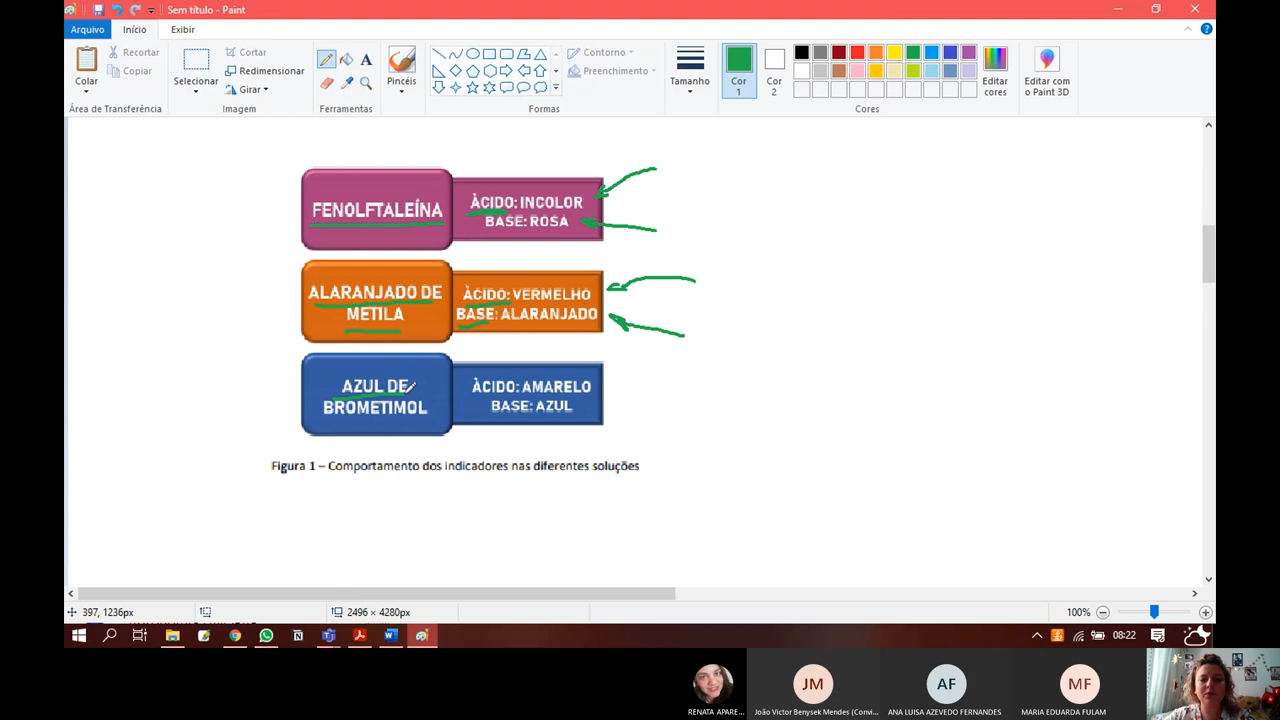 Sem título - Paint
Arquivo
Início
Exibir
Colar
Recortar
Copiar
Área de Transferência
Selecionar
Cortar
Redimensionar
Girar
Imagem
A
Ferramentas
Pincéis
Contorno
Preenchimento
Formas
Tamanho
Cor
1
Cor
2
Editar
cores
Cores
Editar com
o Paint 3D
FENOLFTALEÍNA
ÀCIDO: INCOLOR
BASE: ROSA
ALARANJADO DE
METILA
ÀCIDO: VERMELHO
BASE: ALARANJADO
AZUL DE
BROMETIMOL
ÀCIDO: AMARELO
BASE: AZUL
Figura 1 – Comportamento dos indicadores nas diferentes soluções
397, 1236px
2496 × 4280px
100%
08:22
JM
AF
MF
RENATA APARE...
João Victor Benysek Mendes (Convi...
ANA LUISA AZEVEDO FERNANDES
MARIA EDUARDA FULAM